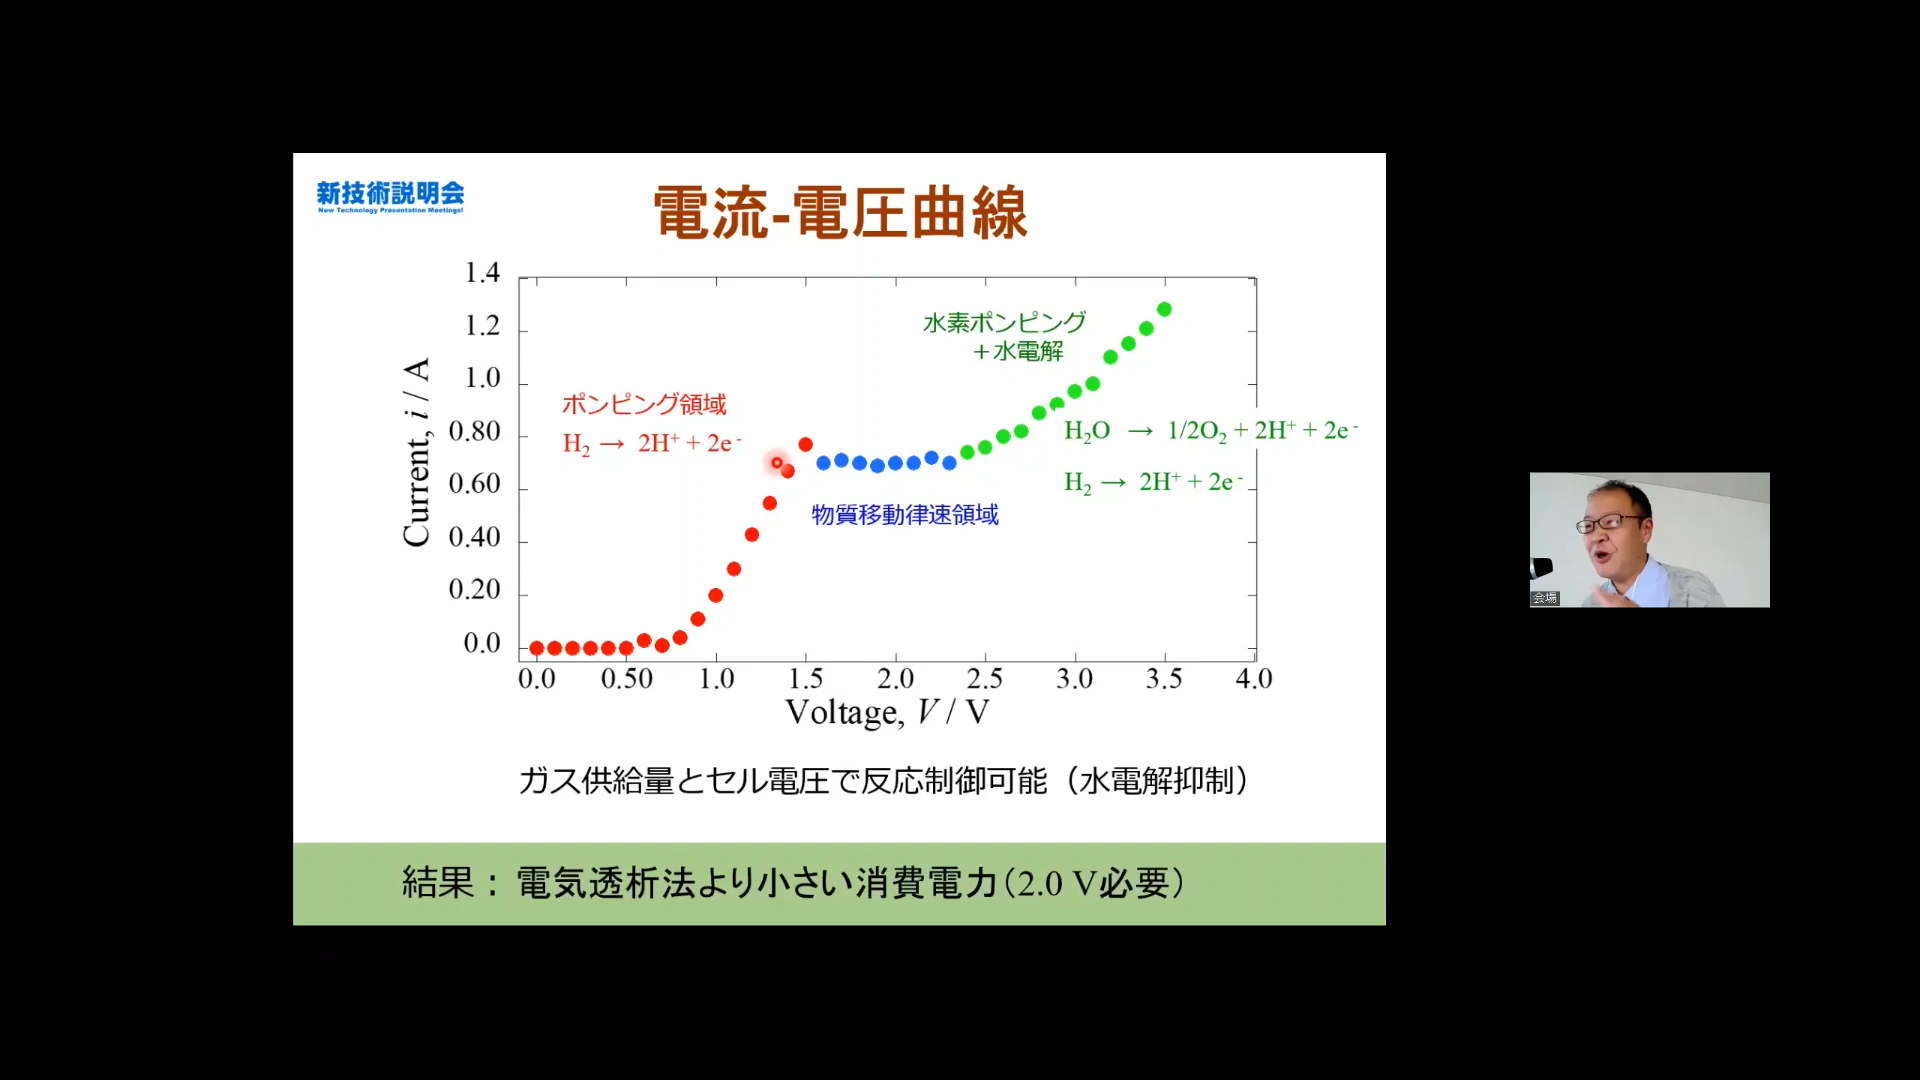 新技術説明会
New Technology Presentation Meetings!
電流-電圧曲線
1.4
1.2
1.0
0.80
0.60
0.40
0.20
0.0
Current, i / A
水素ポンピング
＋水電解
ポンピング領域
H₂ → 2H⁺ + 2e⁻
H₂O → 1/2O₂ + 2H⁺ + 2e⁻
H₂ → 2H⁺ + 2e⁻
物質移動律速領域
0.0 0.50 1.0 1.5 2.0 2.5 3.0 3.5 4.0
Voltage, V / V
ガス供給量とセル電圧で反応制御可能（水電解抑制）
結果： 電気透析法より小さい消費電力（2.0 V必要）
会場